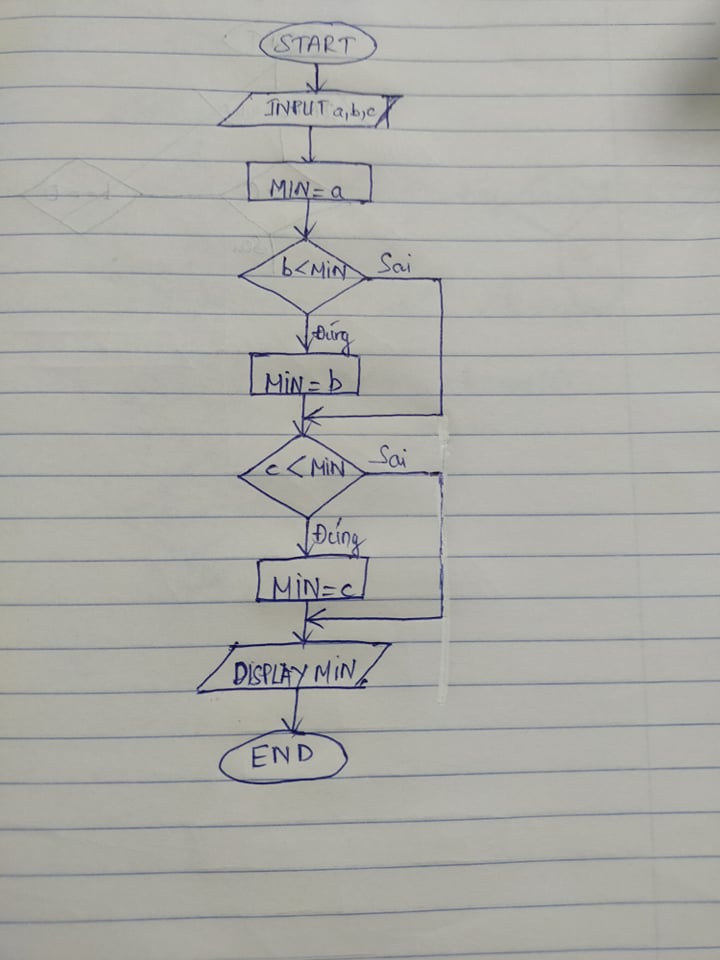 START
INPUT a,b,c
MIN = a
b < MiN
Sai
Đúng
MiN = b
c < MiN
Sai
Đúng
MiN = c
DISPLAY MiN
END